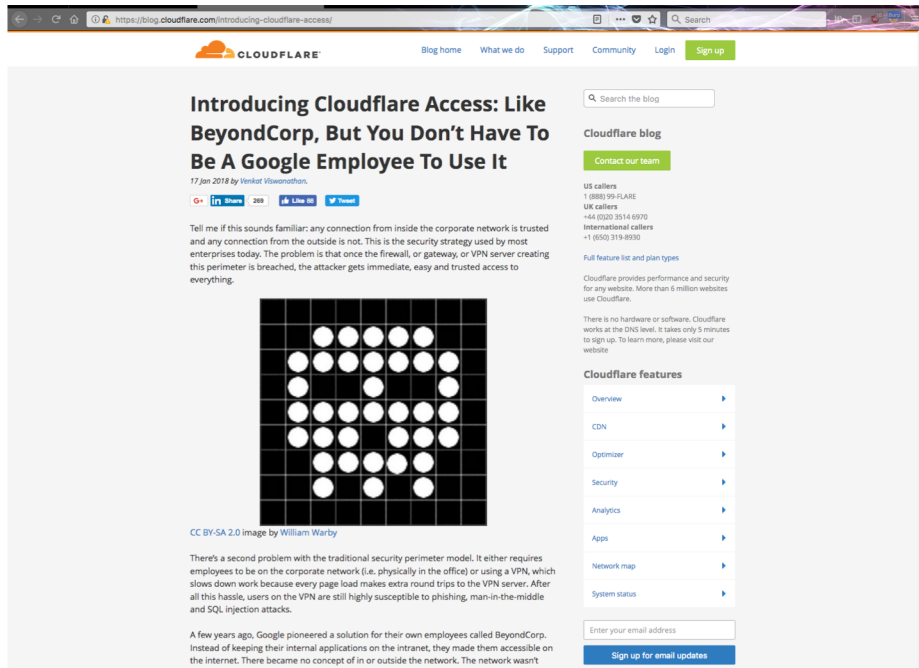 https://blog.cloudflare.com/introducing-cloudflare-access/
Search
CLOUDFLARE
Blog home
What we do
Support
Community
Login
Sign up
Introducing Cloudflare Access: Like
BeyondCorp, But You Don't Have To
Be A Google Employee To Use It
17 Jan 2018 by Venkat Viswanathan.
G+
in Share
269
Like 88
Tweet
Tell me if this sounds familiar: any connection from inside the corporate network is trusted
and any connection from the outside is not. This is the security strategy used by most
enterprises today. The problem is that once the firewall, or gateway, or VPN server creating
this perimeter is breached, the attacker gets immediate, easy and trusted access to
everything.
CC BY-SA 2.0 image by William Warby
There's a second problem with the traditional security perimeter model. It either requires
employees to be on the corporate network (i.e. physically in the office) or using a VPN, which
slows down work because every page load makes extra round trips to the VPN server. After
all this hassle, users on the VPN are still highly susceptible to phishing, man-in-the-middle
and SQL injection attacks.
A few years ago, Google pioneered a solution for their own employees called BeyondCorp.
Instead of keeping their internal applications on the intranet, they made them accessible on
the internet. There became no concept of in or outside the network. The network wasn't
Search the blog
Cloudflare blog
Contact our team
US callers
1 (888) 99-FLARE
UK callers
+44 (0)20 3514 6970
International callers
+1 (650) 319-8930
Full feature list and plan types
Cloudflare provides performance and security
for any website. More than 6 million websites
use Cloudflare.
There is no hardware or software. Cloudflare
works at the DNS level. It takes only 5 minutes
to sign up. To learn more, please visit our
website
Cloudflare features
Overview
CDN
Optimizer
Security
Analytics
Apps
Network map
System status
Enter your email address
Sign up for email updates